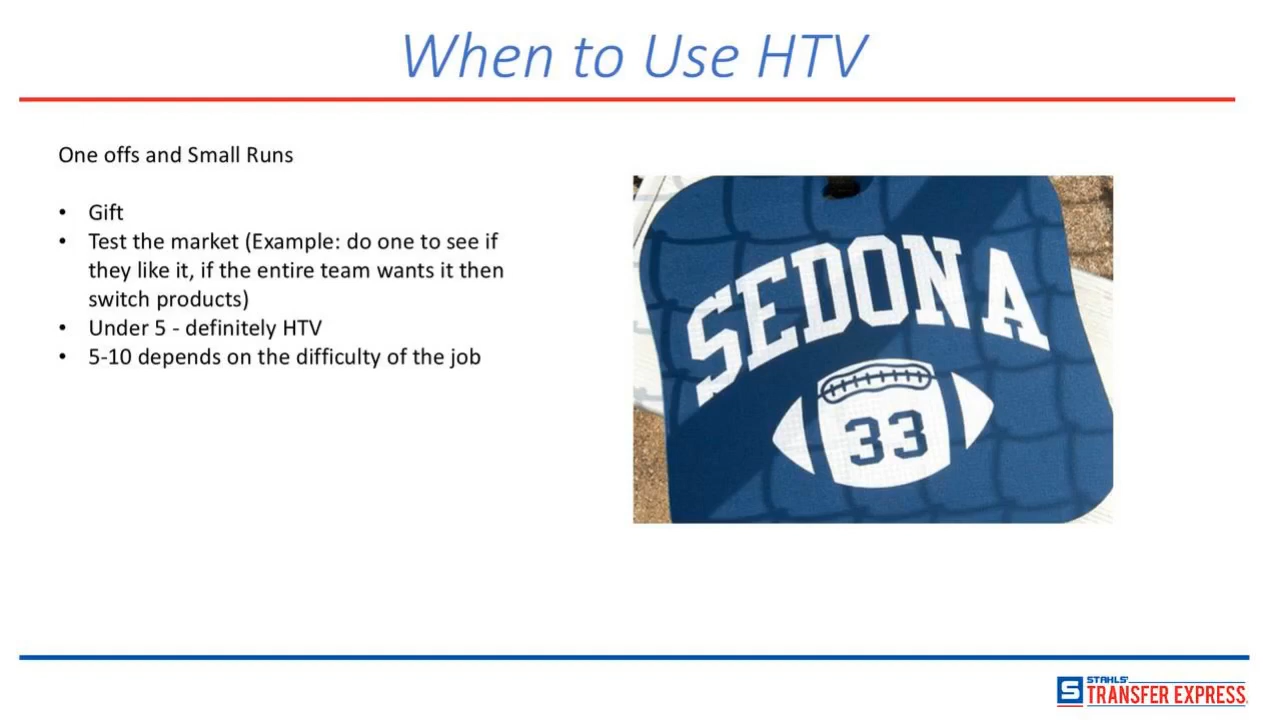 When to Use HTV
One offs and Small Runs
• Gift
• Test the market (Example: do one to see if
they like it, if the entire team wants it then
switch products)
• Under 5 - definitely HTV
• 5-10 depends on the difficulty of the job
SEDONA
33
S STAHLS'
TRANSFER EXPRESS.